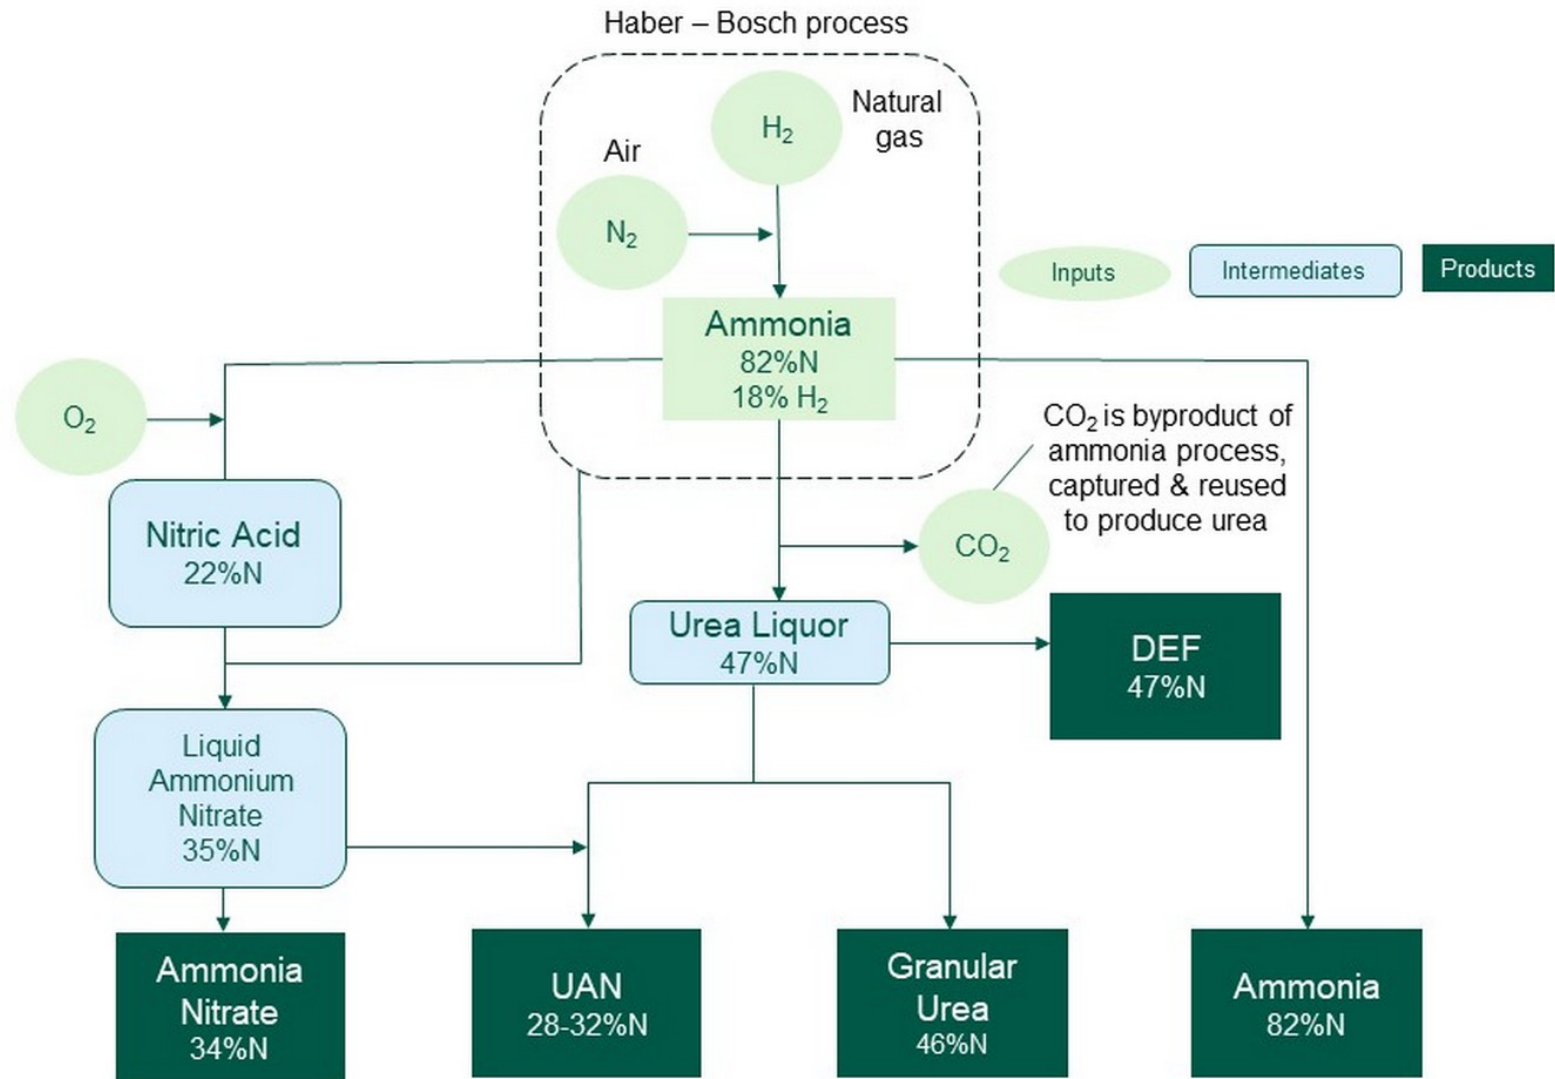 Haber – Bosch process
H₂
Natural
gas
Air
N₂
Inputs
Intermediates
Products
Ammonia
82%N
18% H₂
O₂
CO₂ is byproduct of
ammonia process,
captured & reused
to produce urea
Nitric Acid
22%N
CO₂
Urea Liquor
47%N
DEF
47%N
Liquid
Ammonium
Nitrate
35%N
Ammonia
Nitrate
34%N
UAN
28-32%N
Granular
Urea
46%N
Ammonia
82%N